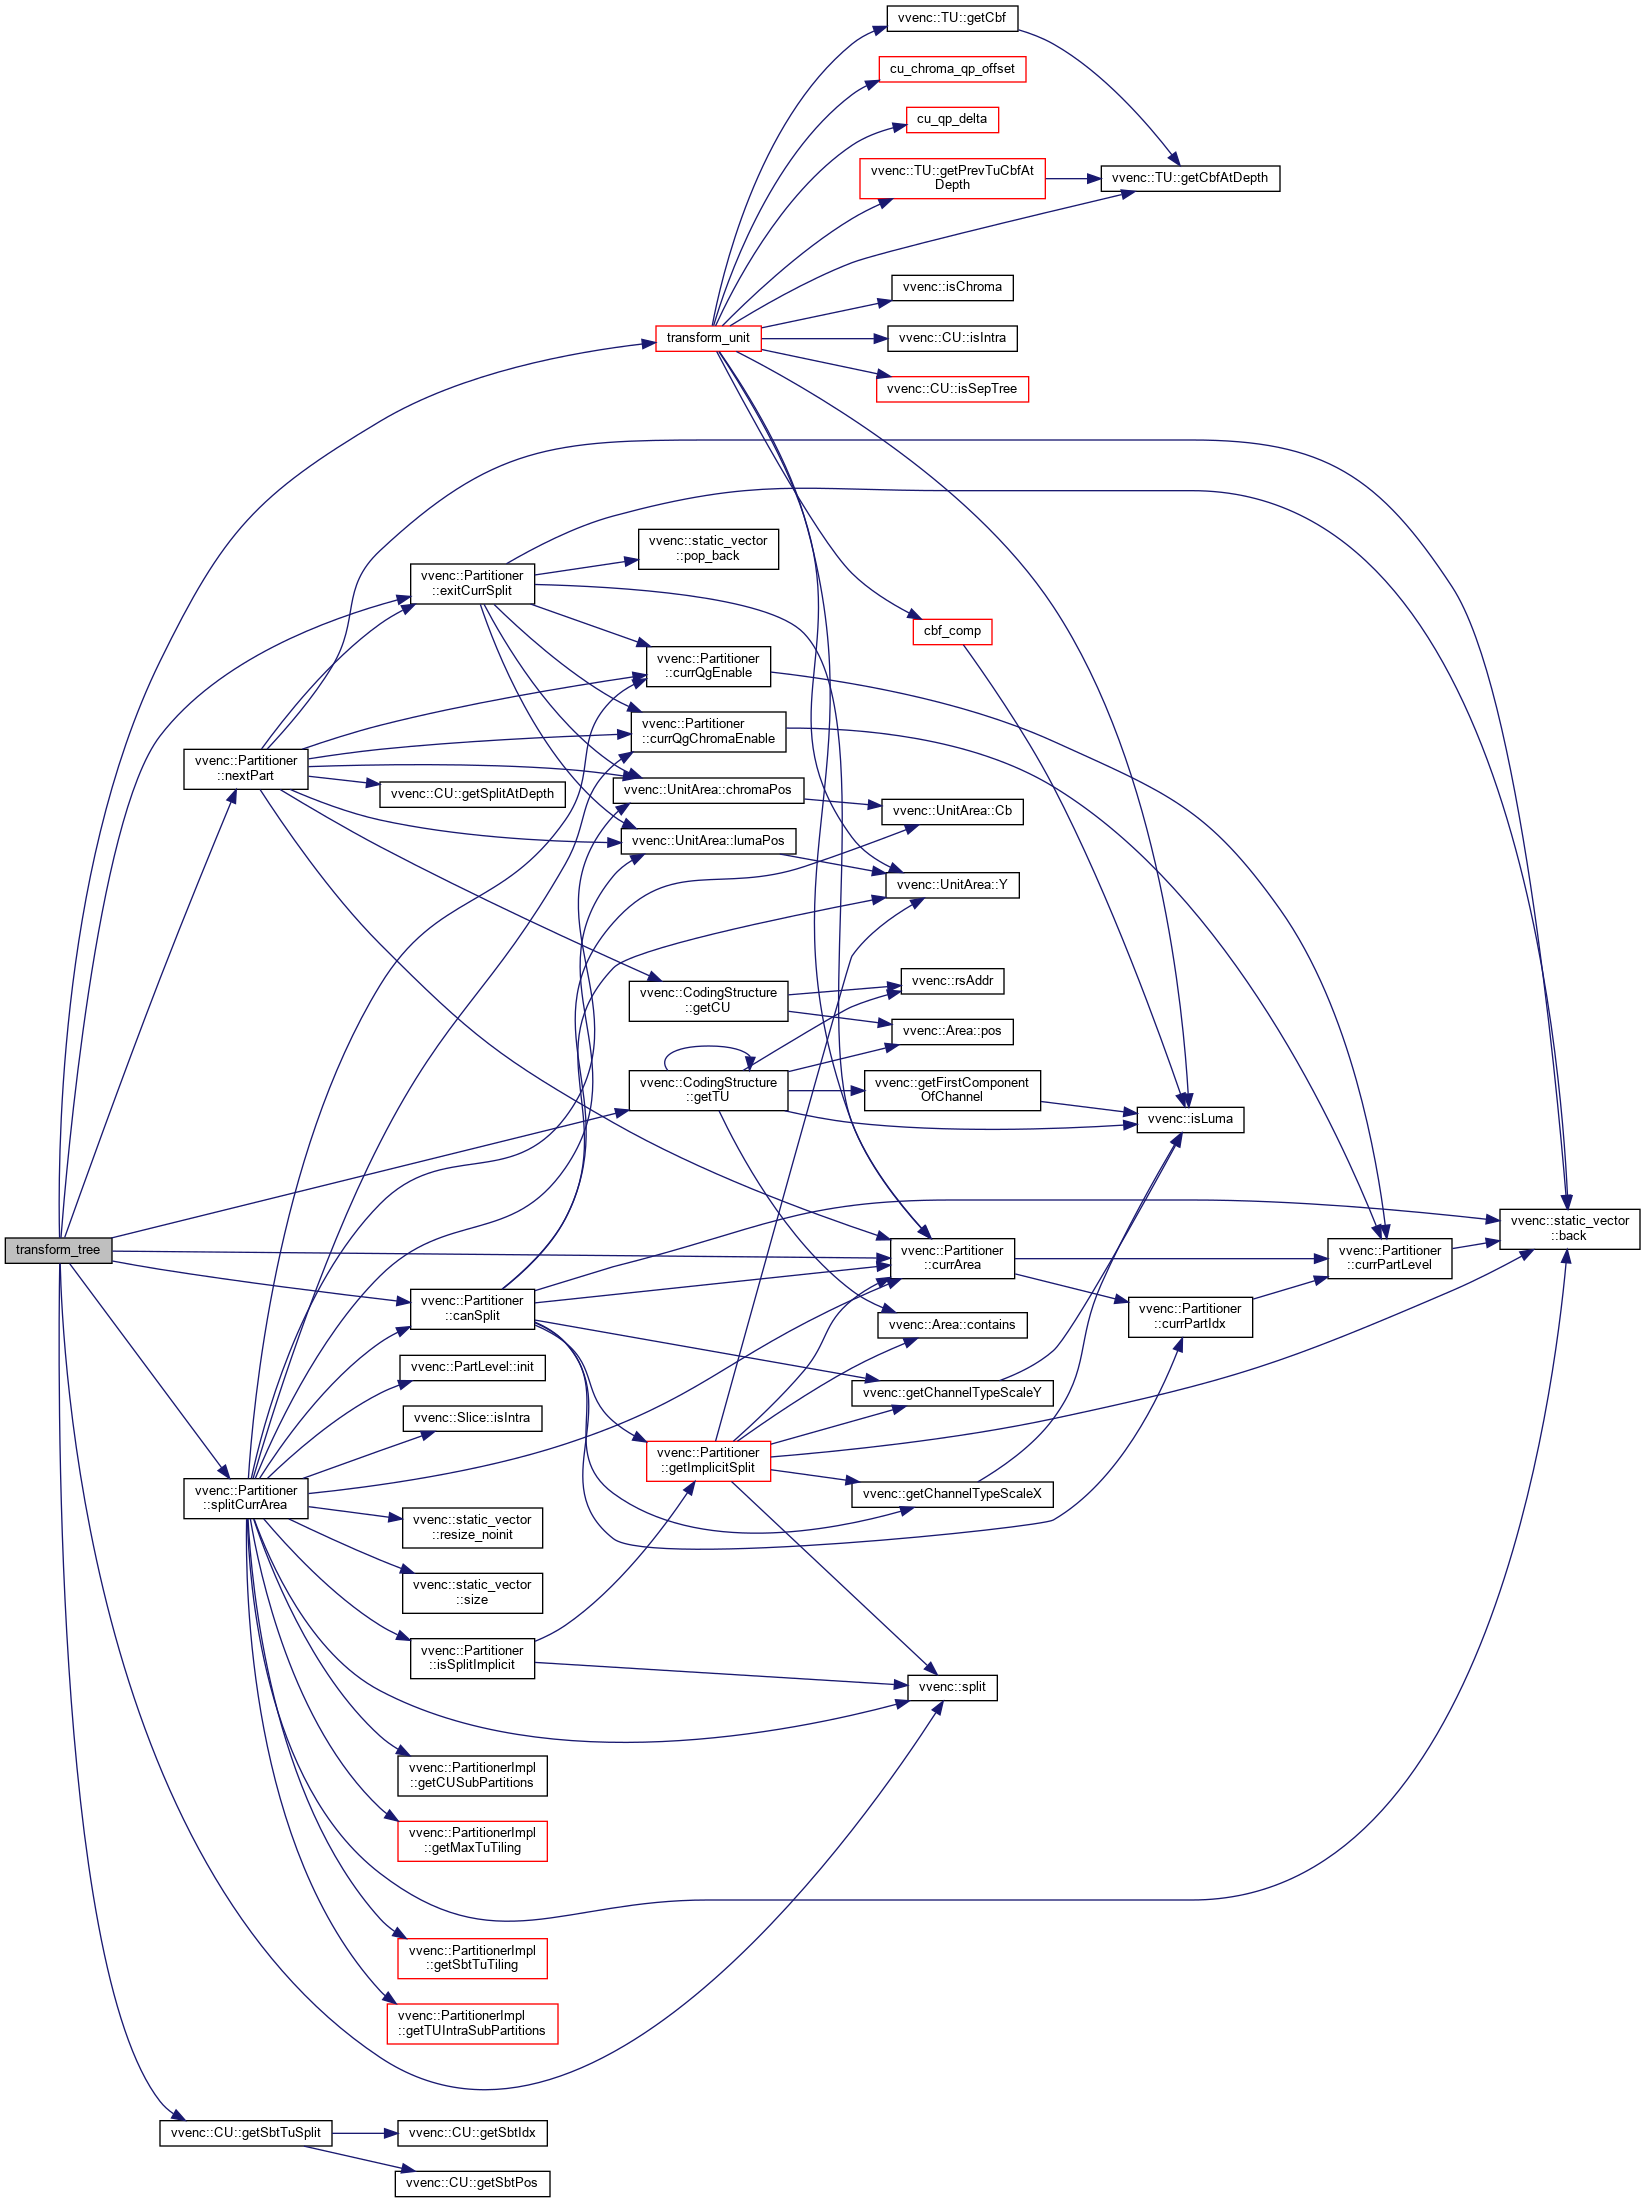 vvenc::TU::getCbf
cu_chroma_qp_offset
cu_qp_delta
vvenc::TU::getPrevTuCbfAt
Depth
vvenc::TU::getCbfAtDepth
vvenc::isChroma
transform_unit
vvenc::CU::isIntra
vvenc::CU::isSepTree
vvenc::static_vector
::pop_back
vvenc::Partitioner
::exitCurrSplit
cbf_comp
vvenc::Partitioner
::currQgEnable
vvenc::Partitioner
::currQgChromaEnable
vvenc::Partitioner
::nextPart
vvenc::CU::getSplitAtDepth
vvenc::UnitArea::chromaPos
vvenc::UnitArea::Cb
vvenc::UnitArea::lumaPos
vvenc::UnitArea::Y
vvenc::CodingStructure
::getCU
vvenc::rsAddr
vvenc::Area::pos
vvenc::CodingStructure
::getTU
vvenc::getFirstComponent
OfChannel
vvenc::isLuma
transform_tree
vvenc::Partitioner
::currArea
vvenc::Partitioner
::currPartLevel
vvenc::static_vector
::back
vvenc::Partitioner
::canSplit
vvenc::Area::contains
vvenc::Partitioner
::currPartIdx
vvenc::PartLevel::init
vvenc::getChannelTypeScaleY
vvenc::Slice::isIntra
vvenc::Partitioner
::getImplicitSplit
vvenc::Partitioner
::splitCurrArea
vvenc::getChannelTypeScaleX
vvenc::static_vector
::resize_noinit
vvenc::static_vector
::size
vvenc::Partitioner
::isSplitImplicit
vvenc::split
vvenc::PartitionerImpl
::getCUSubPartitions
vvenc::PartitionerImpl
::getMaxTuTiling
vvenc::PartitionerImpl
::getSbtTuTiling
vvenc::PartitionerImpl
::getTUIntraSubPartitions
vvenc::CU::getSbtTuSplit
vvenc::CU::getSbtIdx
vvenc::CU::getSbtPos